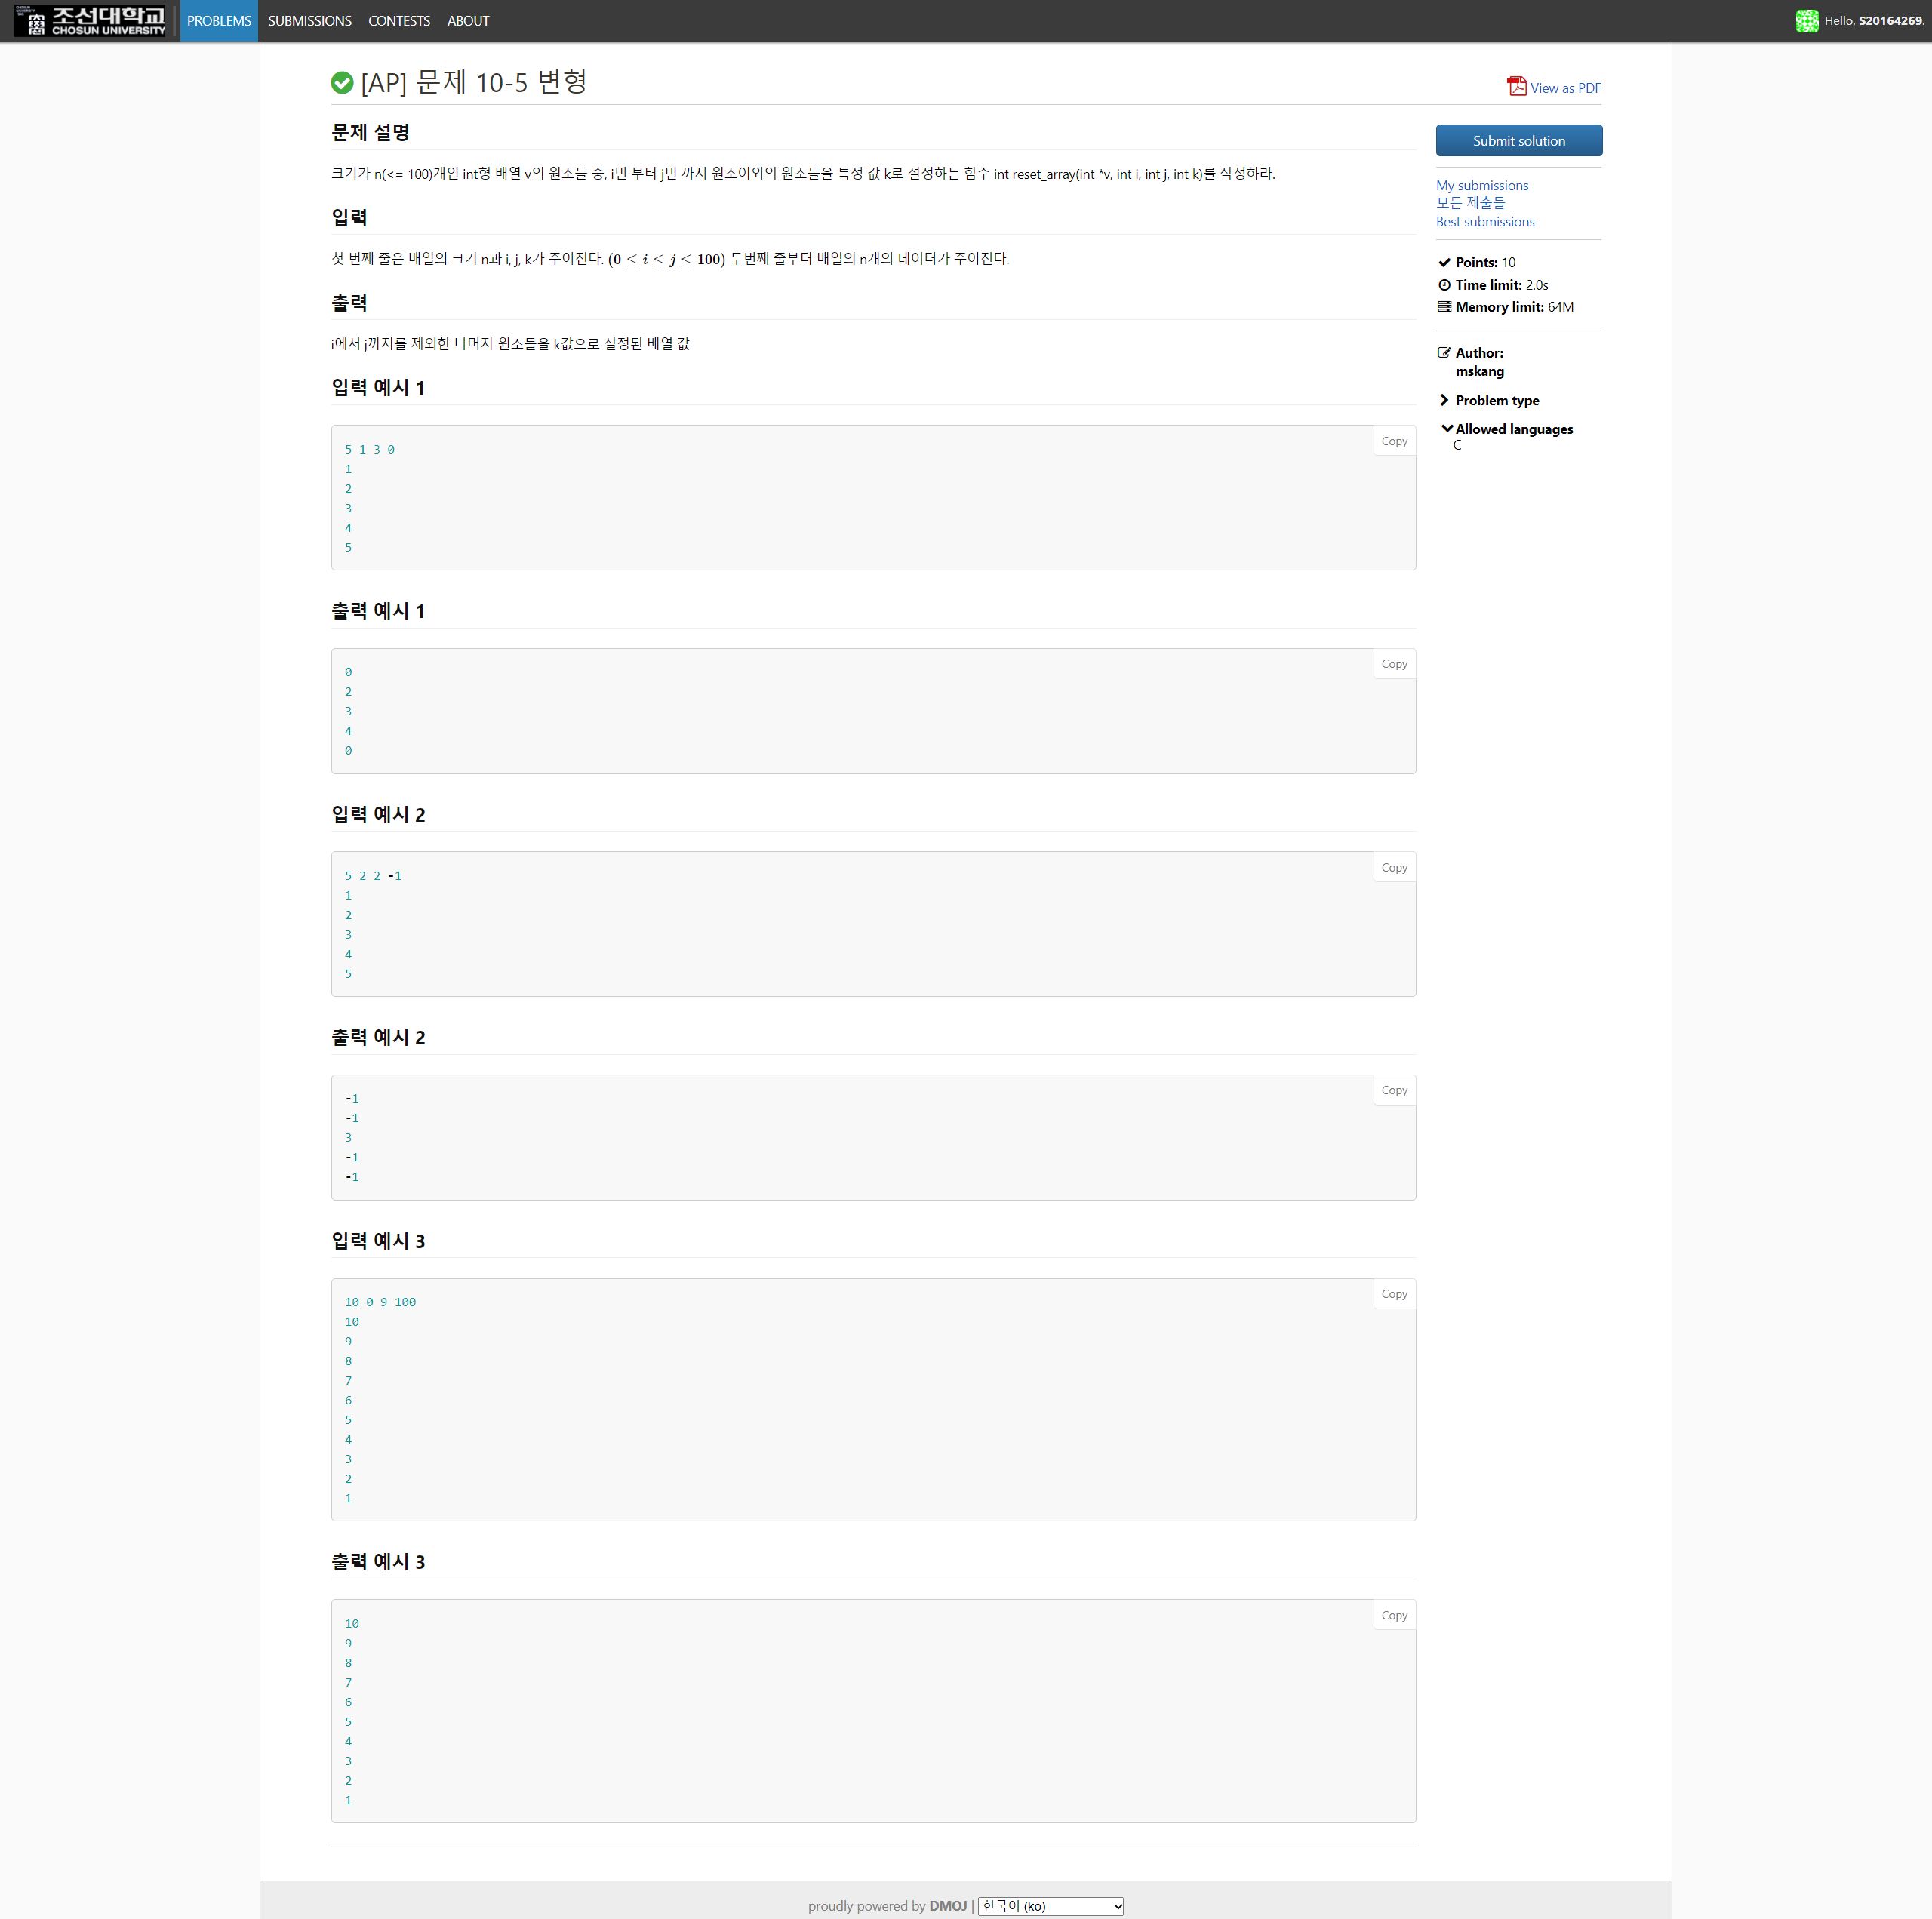 조선대학교
CHOSUN UNIVERSITY
PROBLEMS SUBMISSIONS CONTESTS ABOUT
Hello, S20164269.
[AP] 문제 10-5 변형
View as PDF
문제 설명
크기가 n(<= 100)개인 int형 배열 v의 원소들 중, i번 부터 j번 까지 원소이외의 원소들을 특정 값 k로 설정하는 함수 int reset_array(int *v, int i, int j, int k)를 작성하라.
입력
첫 번째 줄은 배열의 크기 n과 i, j, k가 주어진다. (0 ≤ i ≤ j ≤ 100) 두번째 줄부터 배열의 n개의 데이터가 주어진다.
출력
i에서 j까지를 제외한 나머지 원소들을 k값으로 설정된 배열 값
입력 예시 1
Copy
5 1 3 0
1
2
3
4
5
출력 예시 1
Copy
0
2
3
4
0
입력 예시 2
Copy
5 2 2 -1
1
2
3
4
5
출력 예시 2
Copy
-1
-1
3
-1
-1
입력 예시 3
Copy
10 0 9 100
10
9
8
7
6
5
4
3
2
1
출력 예시 3
Copy
10
9
8
7
6
5
4
3
2
1
Submit solution
My submissions
모든 제출들
Best submissions
Points: 10
Time limit: 2.0s
Memory limit: 64M
Author:
mskang
Problem type
Allowed languages
C
proudly powered by DMOJ | 한국어 (ko)